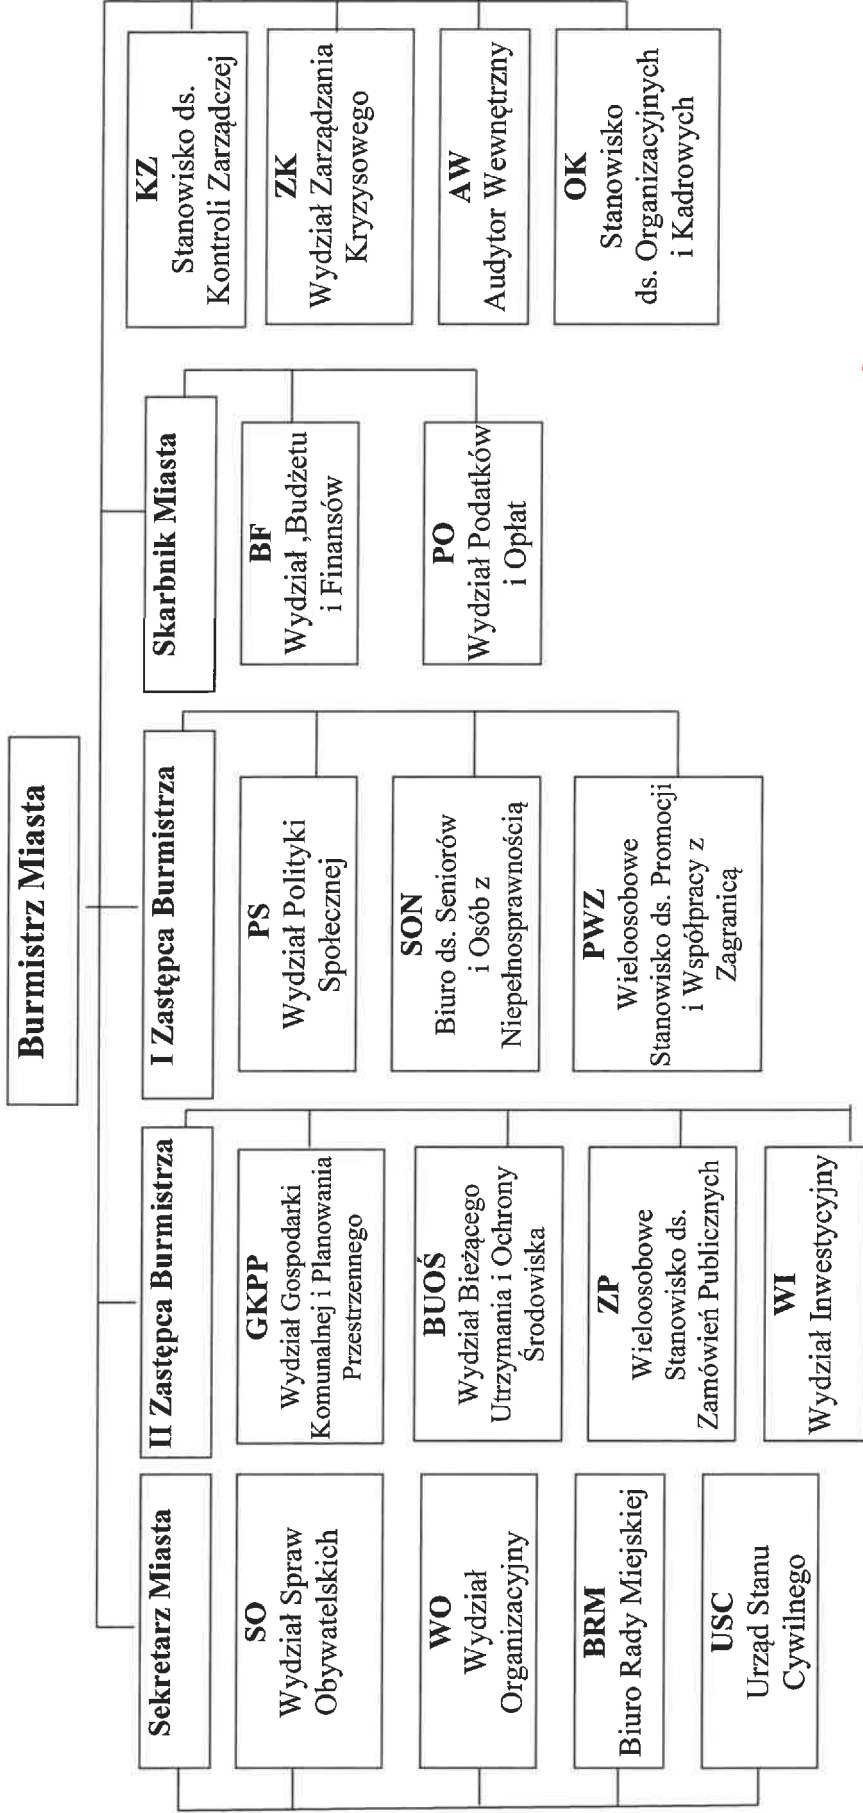 Burmistrz Miasta
Sekretarz Miasta
SO
Wydział Spraw
Obywatelskich
WO
Wydział
Organizacyjny
BRM
Biuro Rady Miejskiej
USC
Urząd Stanu
Cywilnego
II Zastępca Burmistrza
GKPP
Wydział Gospodarki
Komunalnej i Planowania
Przestrzennego
BUOŚ
Wydział Bieżącego
Utrzymania i Ochrony
Środowiska
ZP
Wieloosobowe
Stanowisko ds.
Zamówień Publicznych
WI
Wydział Inwestycyjny
I Zastępca Burmistrza
PS
Wydział Polityki
Społecznej
SON
Biuro ds. Seniorów
i Osób z
Niepełnosprawnością
PWZ
Wieloosobowe
Stanowisko ds. Promocji
i Współpracy z
Zagranicą
Skarbnik Miasta
BF
Wydział ,Budżetu
i Finansów
PO
Wydział Podatków
i Opłat
KZ
Stanowisko ds.
Kontroli Zarządczej
ZK
Wydział Zarządzania
Kryzysowego
AW
Audytor Wewnętrzny
OK
Stanowisko
ds. Organizacyjnych
i Kadrowych